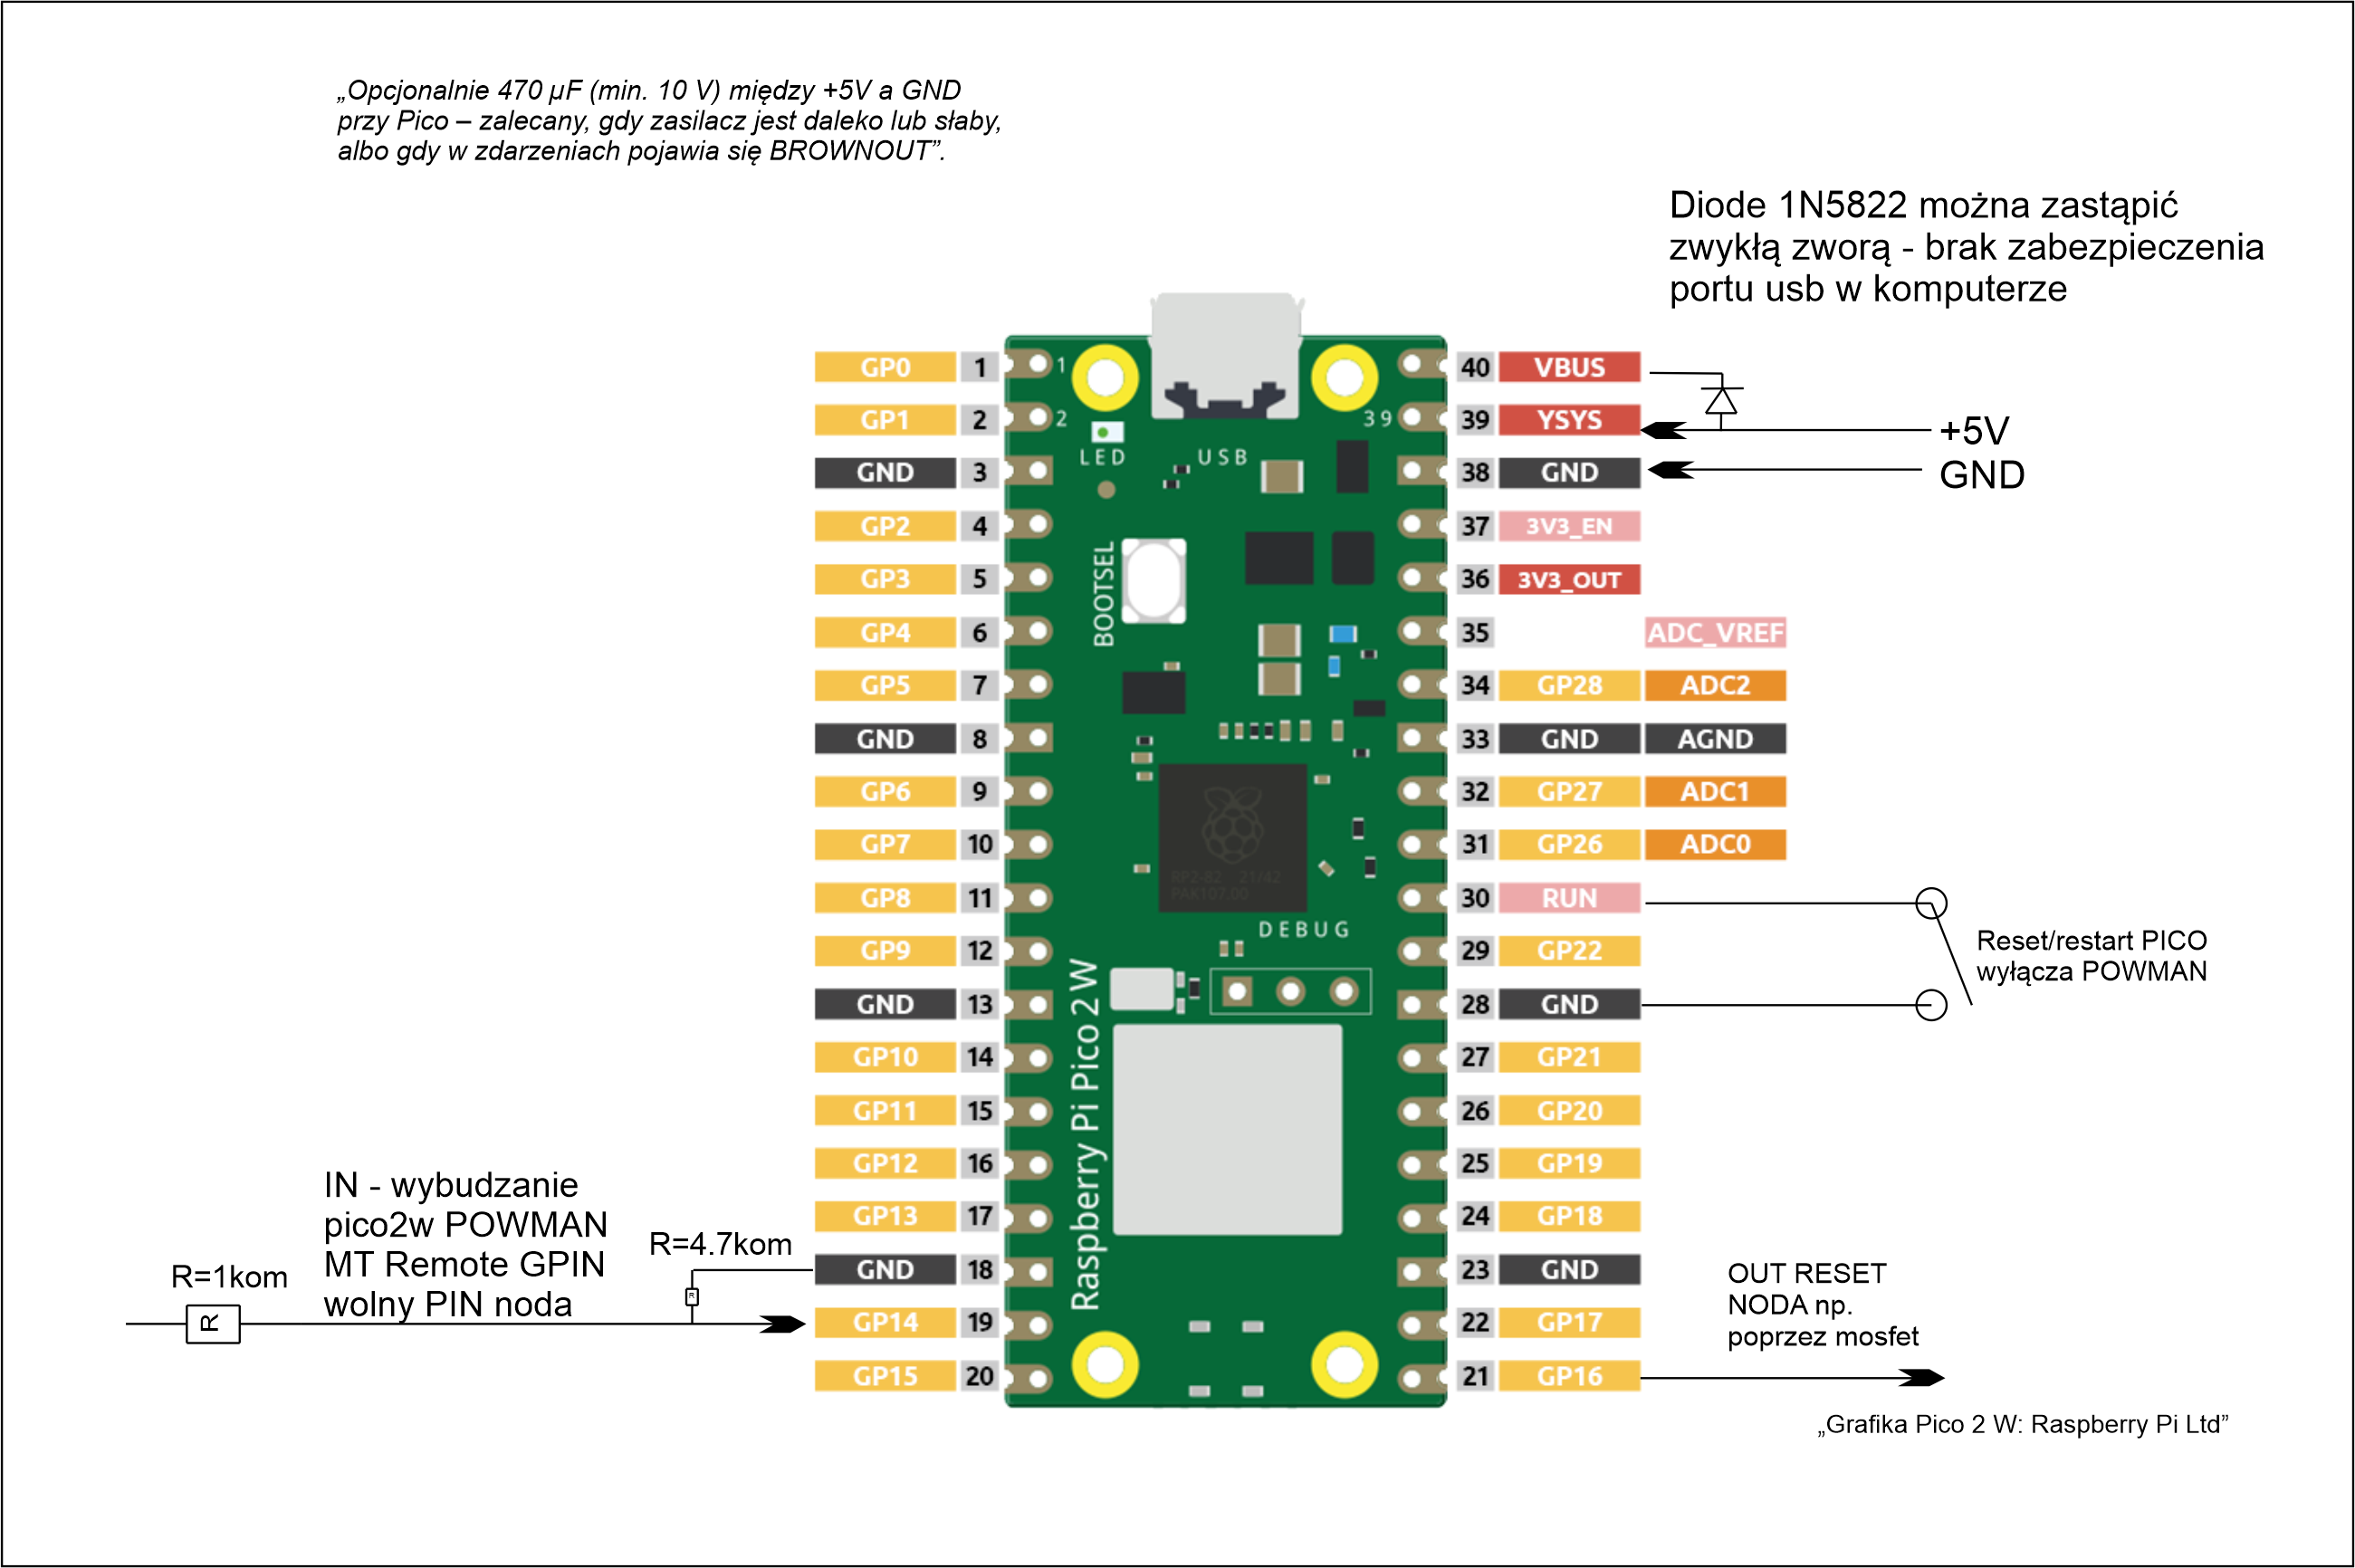 „Opcjonalnie 470 µF (min. 10 V) między +5V a GND
przy Pico – zalecany, gdy zasilacz jest daleko lub słaby,
albo gdy w zdarzeniach pojawia się BROWNOUT”.
Diode 1N5822 można zastąpić
zwykłą zworą - brak zabezpieczenia
portu usb w komputerze
GP0 1 1 40 VBUS
GP1 2 2 39 39 YSYS
+5V
LED USB
GND 3 38 GND
GND
GP2 4 37 3V3_EN
BOOTSEL
GP3 5 36 3V3_OUT
GP4 6 35 ADC_VREF
GP5 7 34 GP28 ADC2
GND 8 33 GND AGND
GP6 9 32 GP27 ADC1
GP7 10 31 GP26 ADC0
RP2-B2 21/42
PAK107.00
GP8 11 30 RUN
DEBUG
GP9 12 29 GP22
Reset/restart PICO
wyłącza POWMAN
GND 13 28 GND
Raspberry Pi Pico 2 W
GP10 14 27 GP21
GP11 15 26 GP20
GP12 16 25 GP19
GP13 17 24 GP18
IN - wybudzanie
pico2w POWMAN
MT Remote GPIN
wolny PIN noda
R=4.7kom
R
R=1kom
R
GND 18 23 GND
GP14 19 22 GP17
OUT RESET
NODA np.
poprzez mosfet
GP15 20 21 GP16
„Grafika Pico 2 W: Raspberry Pi Ltd”